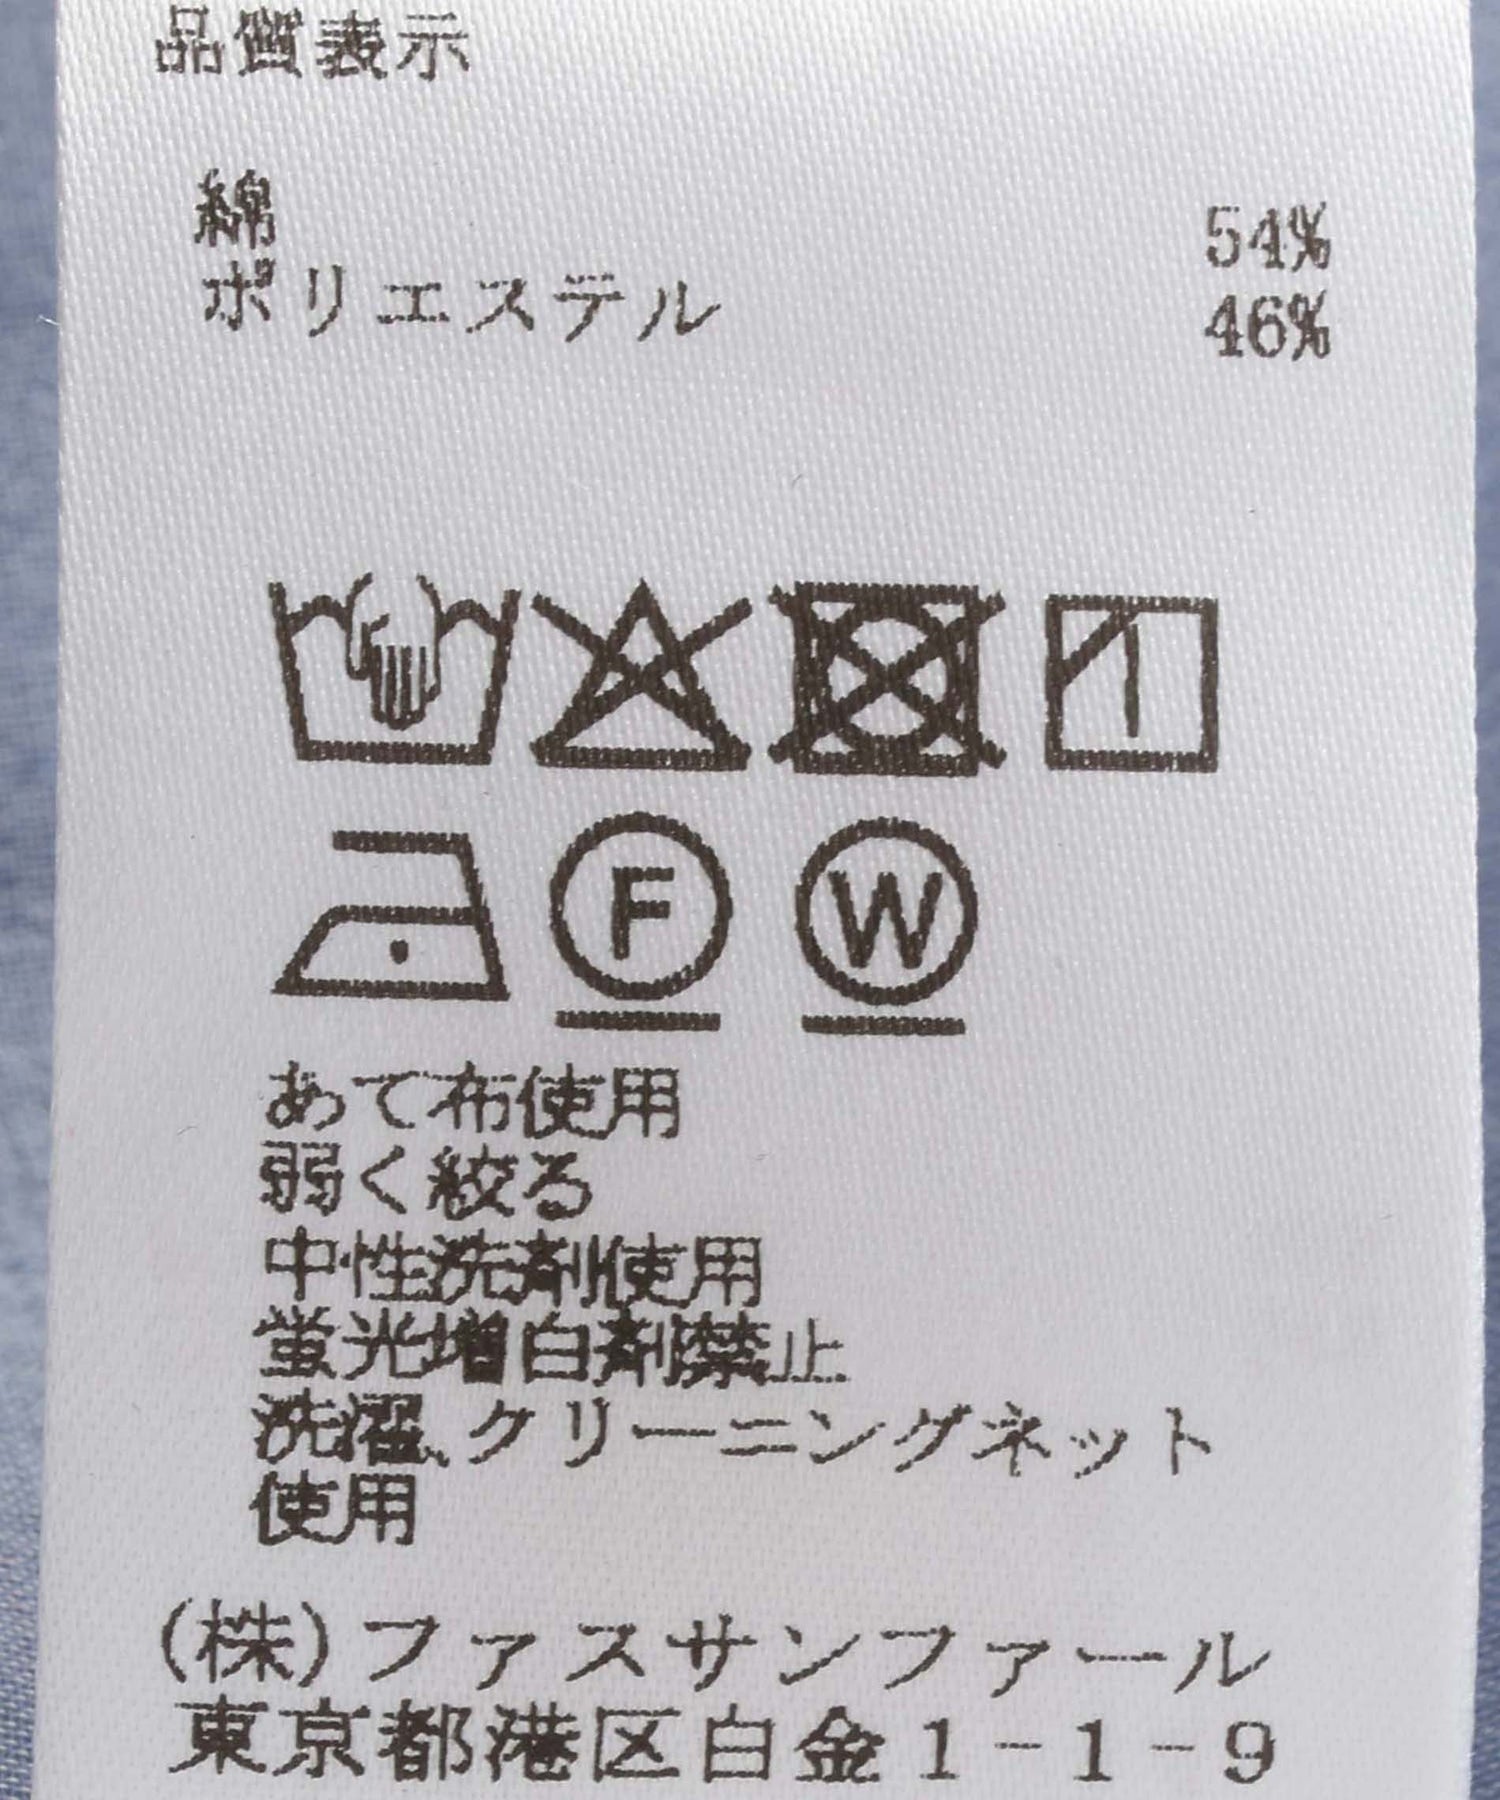 品質表示
綿 54%
ポリエステル 46%
F W
あて布使用
弱く絞る
中性洗剤使用
蛍光増白剤禁止
洗濯、クリーニングネット
使用
(株)ファスサンファール
東京都港区白金1-1-9